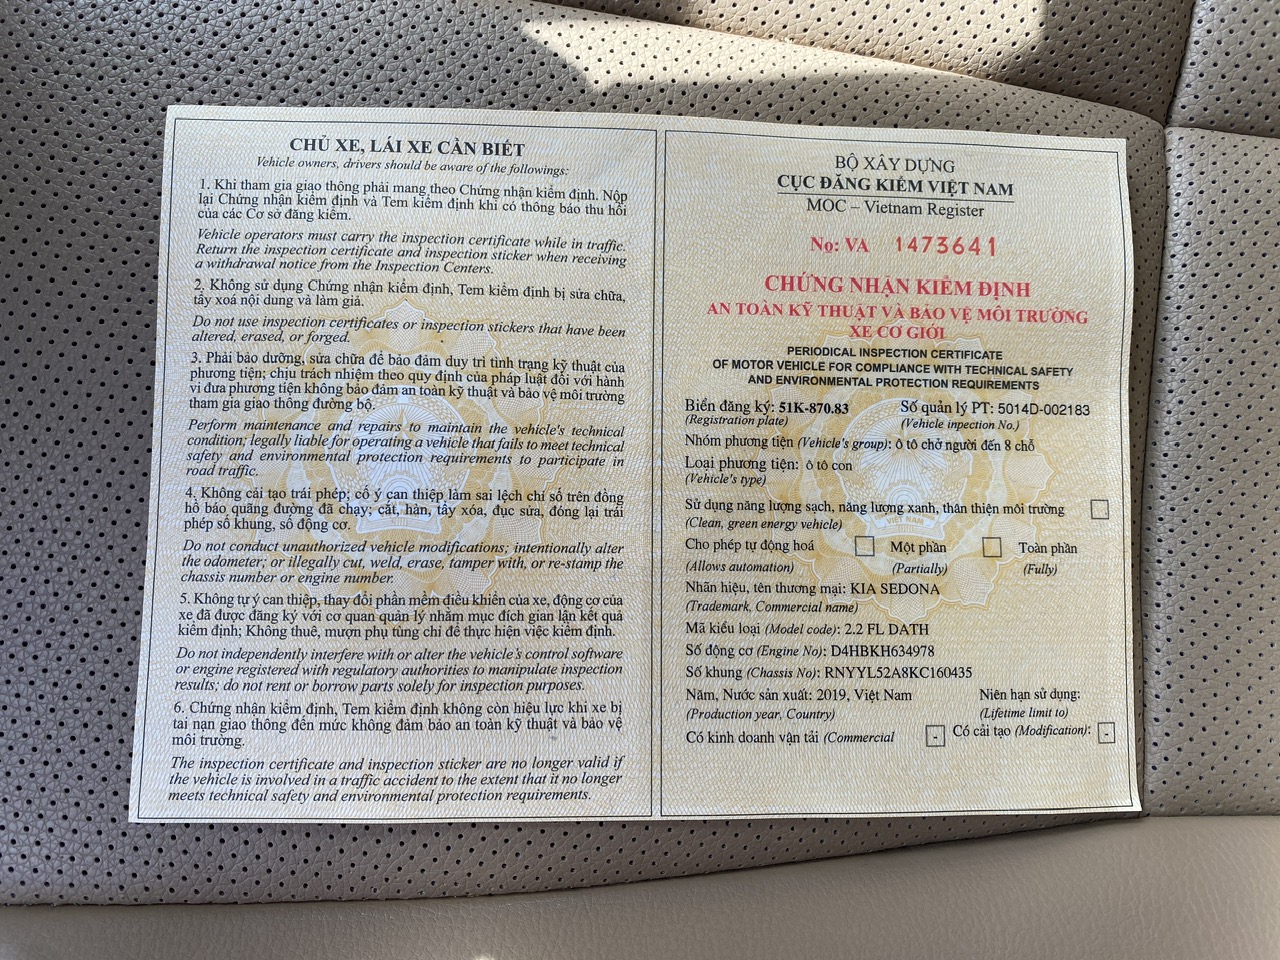 CHỦ XE, LÁI XE CẦN BIẾT
Vehicle owners, drivers should be aware of the followings:
1. Khi tham gia giao thông phải mang theo Chứng nhận kiểm định. Nộp
lại Chứng nhận kiểm định và Tem kiểm định khi có thông báo thu hồi
của các Cơ sở đăng kiểm.
Vehicle operators must carry the inspection certificate while in traffic.
Return the inspection certificate and inspection sticker when receiving
a withdrawal notice from the Inspection Centers.
2. Không sử dụng Chứng nhận kiểm định, Tem kiểm định bị sửa chữa,
tẩy xoá nội dung và làm giả.
Do not use inspection certificates or inspection stickers that have been
altered, erased, or forged.
3. Phải bảo dưỡng, sửa chữa để bảo đảm duy trì tình trạng kỹ thuật của
phương tiện; chịu trách nhiệm theo quy định của pháp luật đối với hành
vi đưa phương tiện không bảo đảm an toàn kỹ thuật và bảo vệ môi trường
tham gia giao thông đường bộ.
Perform maintenance and repairs to maintain the vehicle's technical
condition; legally liable for operating a vehicle that fails to meet technical
safety and environmental protection requirements to participate in
road traffic.
4. Không cải tạo trái phép; cố ý can thiệp làm sai lệch chỉ số trên đồng
hồ báo quãng đường đã chạy; cắt, hàn, tẩy xóa, đục sửa, đóng lại trái
phép số khung, số động cơ.
Do not conduct unauthorized vehicle modifications; intentionally alter
the odometer; or illegally cut, weld, erase, tamper with, or re-stamp the
chassis number or engine number.
5. Không tự ý can thiệp, thay đổi phần mềm điều khiển của xe, động cơ của
xe đã được đăng ký với cơ quan quản lý nhằm mục đích gian lận kết quả
kiểm định; Không thuê, mượn phụ tùng chỉ để thực hiện việc kiểm định.
Do not independently interfere with or alter the vehicle's control software
or engine registered with regulatory authorities to manipulate inspection
results; do not rent or borrow parts solely for inspection purposes.
6. Chứng nhận kiểm định, Tem kiểm định không còn hiệu lực khi xe bị
tai nạn giao thông đến mức không đảm bảo an toàn kỹ thuật và bảo vệ
môi trường.
The inspection certificate and inspection sticker are no longer valid if
the vehicle is involved in a traffic accident to the extent that it no longer
meets technical safety and environmental protection requirements.
BỘ XÂY DỰNG
CỤC ĐĂNG KIỂM VIỆT NAM
MOC – Vietnam Register
No: VA 1473641
CHỨNG NHẬN KIỂM ĐỊNH
AN TOÀN KỸ THUẬT VÀ BẢO VỆ MÔI TRƯỜNG
XE CƠ GIỚI
PERIODICAL INSPECTION CERTIFICATE
OF MOTOR VEHICLE FOR COMPLIANCE WITH TECHNICAL SAFETY
AND ENVIRONMENTAL PROTECTION REQUIREMENTS
Biển đăng ký: 51K-870.83 Số quản lý PT: 5014D-002183
(Registration plate) (Vehicle inpection No.)
Nhóm phương tiện (Vehicle's group): ô tô chở người đến 8 chỗ
Loại phương tiện: ô tô con
(Vehicle's type)
Sử dụng năng lượng sạch, năng lượng xanh, thân thiện môi trường
(Clean, green energy vehicle)
Cho phép tự động hoá Một phần Toàn phần
(Allows automation) (Partially) (Fully)
Nhãn hiệu, tên thương mại: KIA SEDONA
(Trademark, Commercial name)
Mã kiểu loại (Model code): 2.2 FL DATH
Số động cơ (Engine No): D4HBKH634978
Số khung (Chassis No): RNYYL52A8KC160435
Năm, Nước sản xuất: 2019, Việt Nam Niên hạn sử dụng:
(Production year, Country) (Lifetime limit to)
Có kinh doanh vận tải (Commercial - Có cải tạo (Modification): -
VIỆT NAM